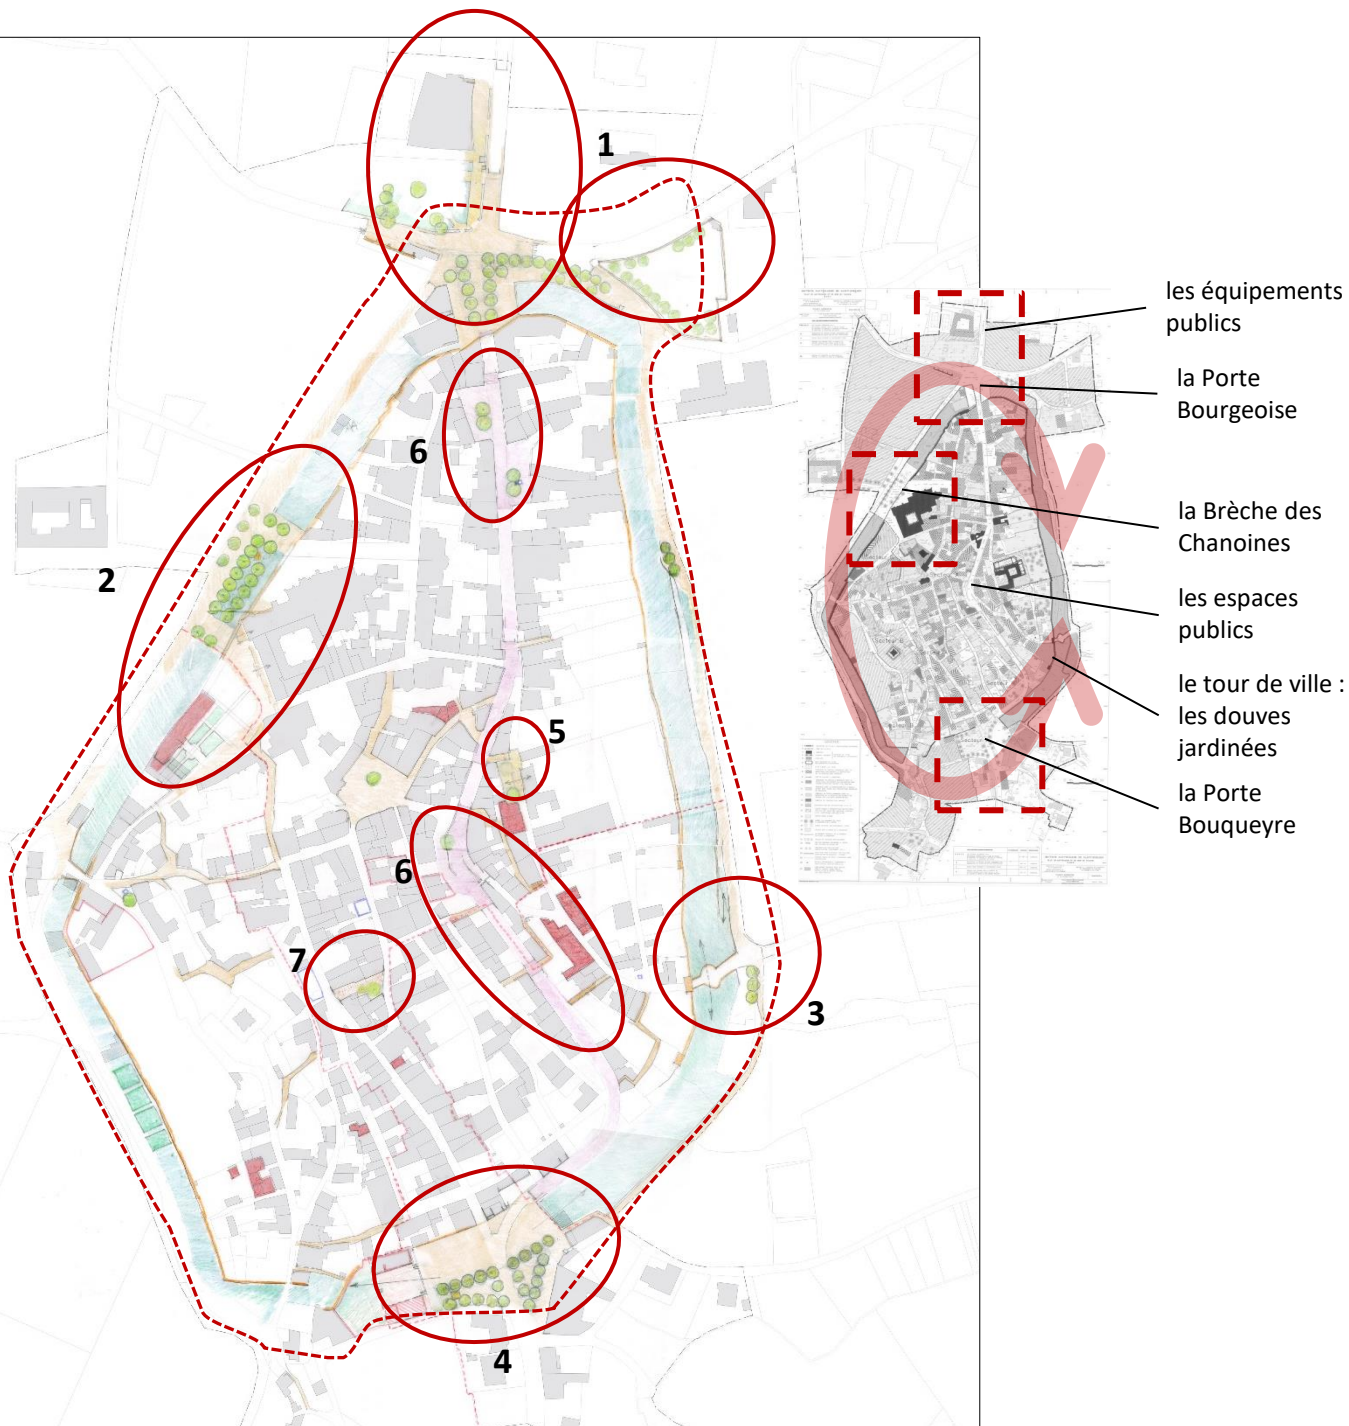 1
2
6
5
6
7
3
4
les équipements
publics
la Porte
Bourgeoise
la Brèche des
Chanoines
les espaces
publics
le tour de ville :
les douves
jardinées
la Porte
Bouqueyre